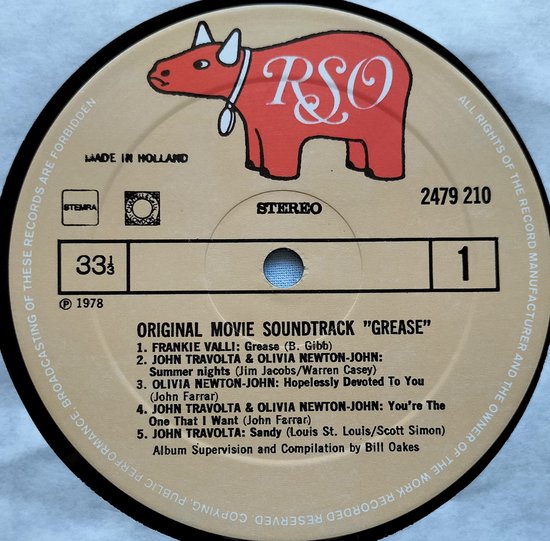 RSO
MADE IN HOLLAND
STEMRA
STEREO
2479 210
33⅓
1
℗ 1978
ORIGINAL MOVIE SOUNDTRACK "GREASE"
1. FRANKIE VALLI: Grease (B. Gibb)
2. JOHN TRAVOLTA & OLIVIA NEWTON-JOHN:
Summer nights (Jim Jacobs/Warren Casey)
3. OLIVIA NEWTON-JOHN: Hopelessly Devoted To You
(John Farrar)
4. JOHN TRAVOLTA & OLIVIA NEWTON-JOHN: You're The
One That I Want (John Farrar)
5. JOHN TRAVOLTA: Sandy (Louis St. Louis/Scott Simon)
Album Supervision and Compilation by Bill Oakes
ALL RIGHTS OF THE RECORD MANUFACTURER AND THE OWNER OF THE WORK RECORDED RESERVED. COPYING, PUBLIC PERFORMANCE, BROADCASTING OF THESE RECORDS ARE FORBIDDEN